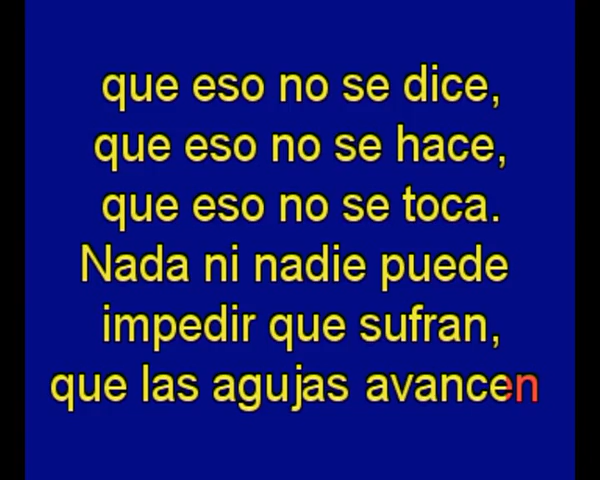 que eso no se dice,
que eso no se hace,
que eso no se toca.
Nada ni nadie puede
impedir que sufran,
que las agujas avancen